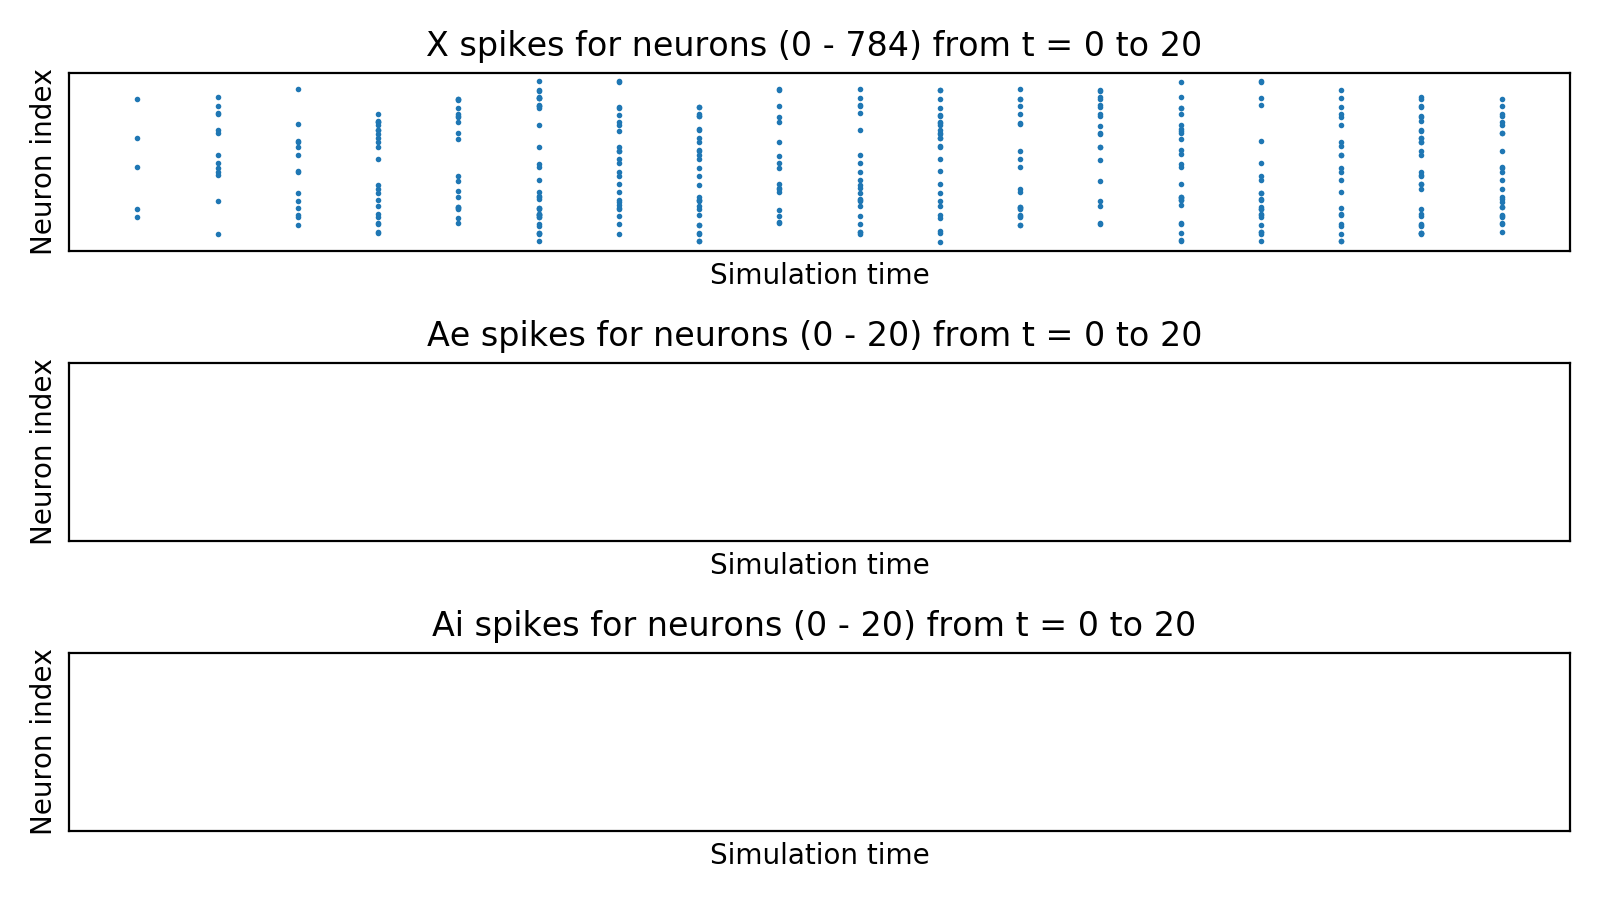 X spikes for neurons (0 - 784) from t = 0 to 20
Neuron index
Simulation time
Ae spikes for neurons (0 - 20) from t = 0 to 20
Neuron index
Simulation time
Ai spikes for neurons (0 - 20) from t = 0 to 20
Neuron index
Simulation time